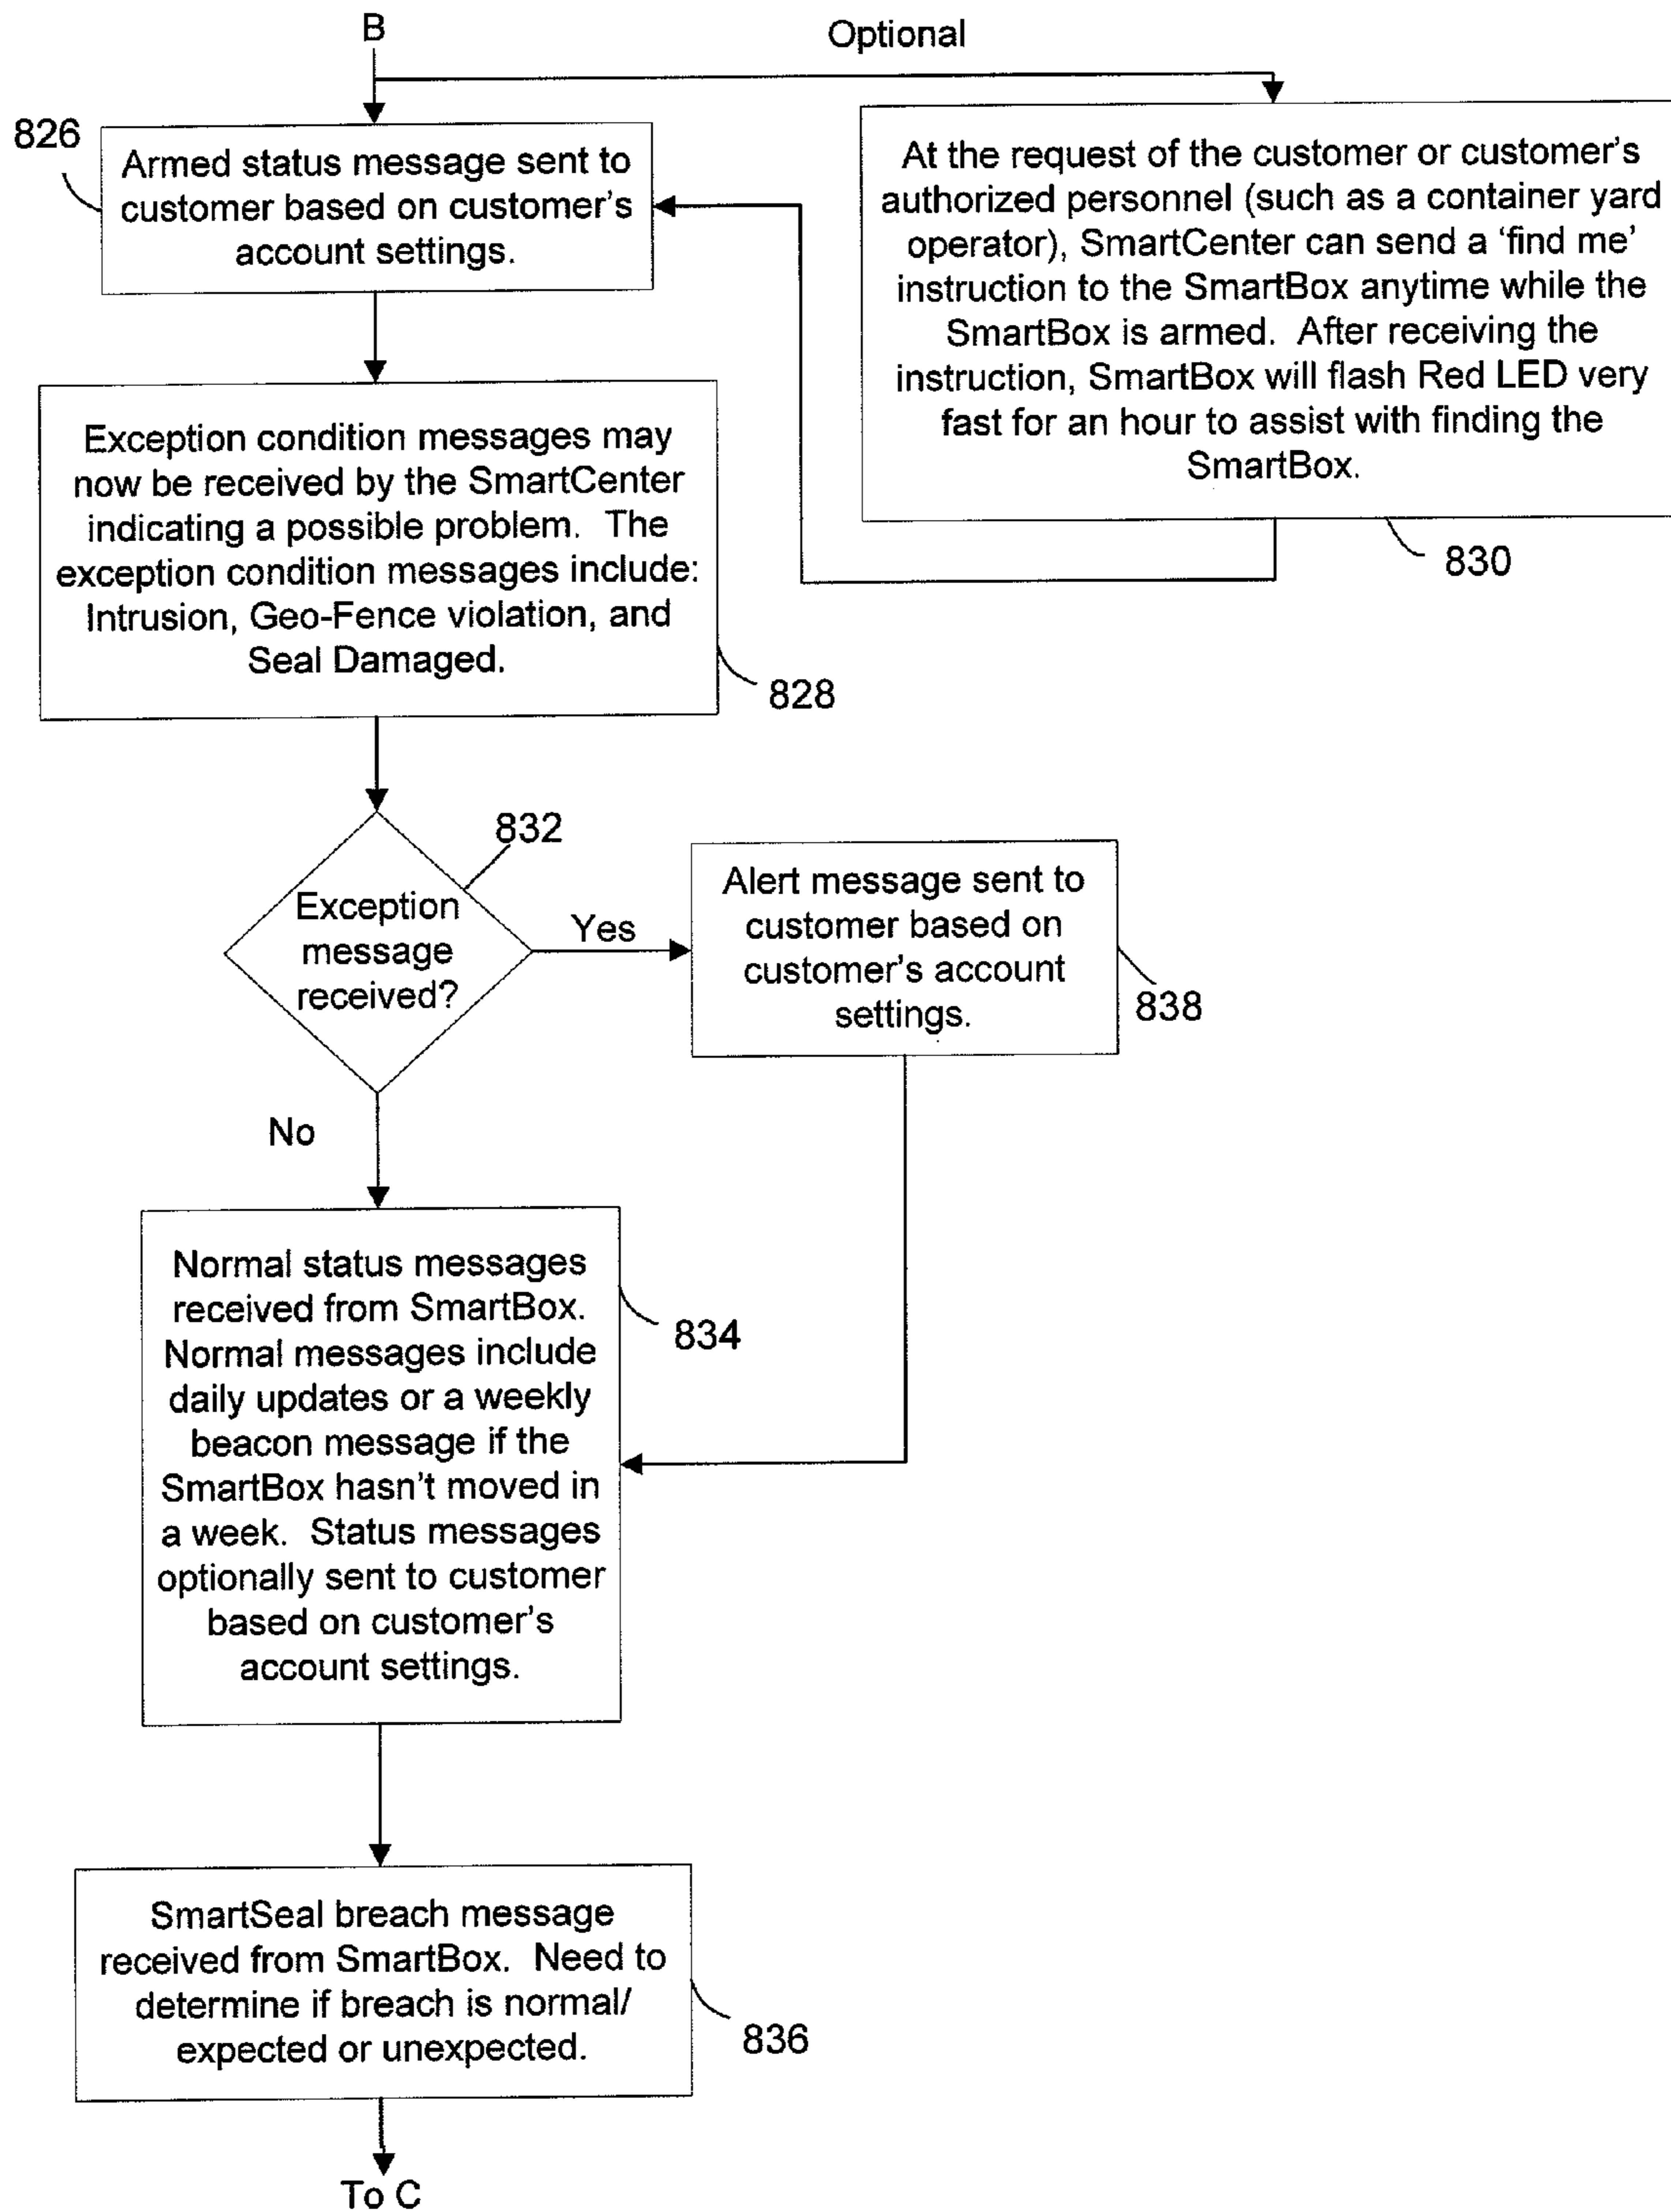 B
Optional
826
Armed status message sent to
customer based on customer's
account settings.
At the request of the customer or customer's
authorized personnel (such as a container yard
operator), SmartCenter can send a 'find me'
instruction to the SmartBox anytime while the
SmartBox is armed. After receiving the
instruction, SmartBox will flash Red LED very
fast for an hour to assist with finding the
SmartBox.
830
Exception condition messages may
now be received by the SmartCenter
indicating a possible problem. The
exception condition messages include:
Intrusion, Geo-Fence violation, and
Seal Damaged.
828
832
Exception
message
received?
Yes
Alert message sent to
customer based on
customer's account
settings.
838
No
Normal status messages
received from SmartBox.
Normal messages include
daily updates or a weekly
beacon message if the
SmartBox hasn't moved in
a week. Status messages
optionally sent to customer
based on customer's
account settings.
834
SmartSeal breach message
received from SmartBox. Need to
determine if breach is normal/
expected or unexpected.
836
To C